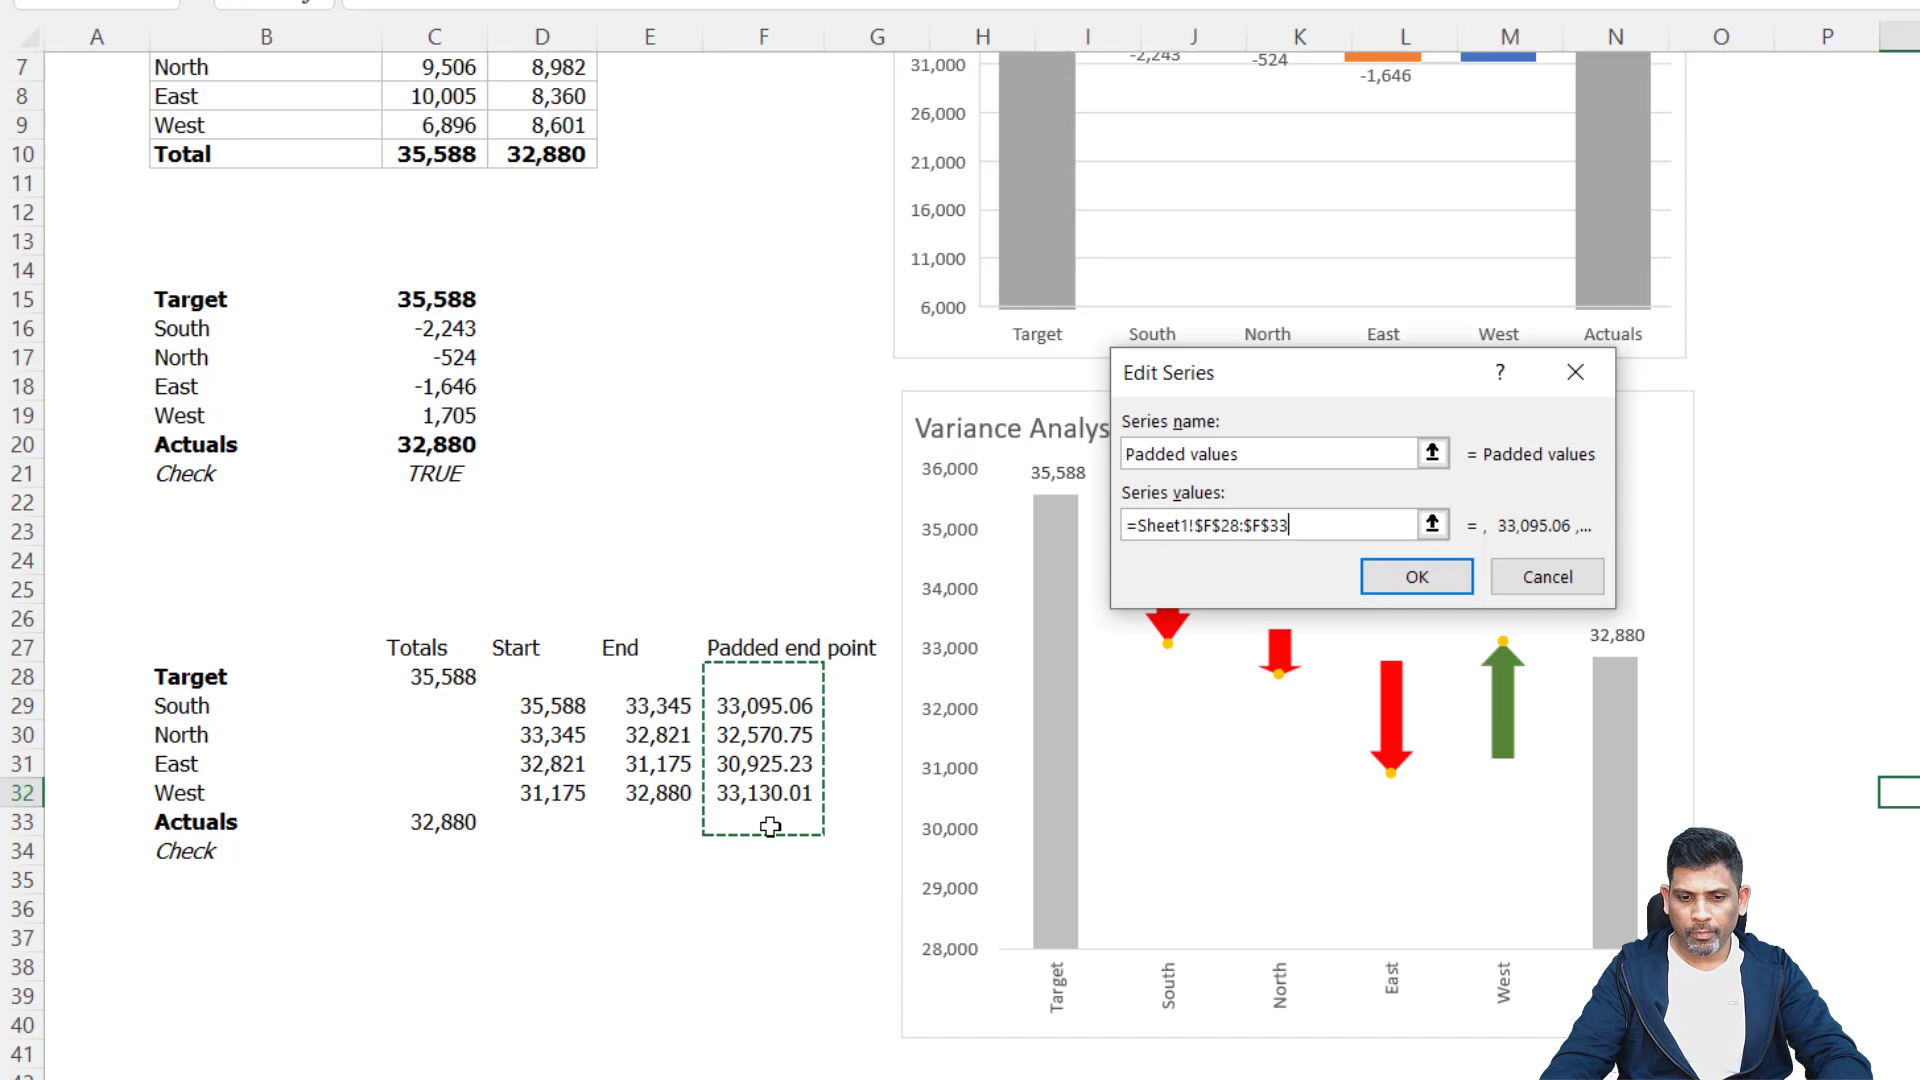 A B C D E F G H I J K L M N O P
7 North 9,506 8,982
8 East 10,005 8,360
9 West 6,896 8,601
10 Total 35,588 32,880
11
12
13
14
15 Target 35,588
16 South -2,243
17 North -524
18 East -1,646
19 West 1,705
20 Actuals 32,880
21 Check TRUE
22
23
24
25
26
27 Totals Start End Padded end point
28 Target 35,588
29 South 35,588 33,345 33,095.06
30 North 33,345 32,821 32,570.75
31 East 32,821 31,175 30,925.23
32 West 31,175 32,880 33,130.01
33 Actuals 32,880
34 Check
35
36
37
38
39
40
41
31,000 -2,243 -524
-1,646
26,000
21,000
16,000
11,000
6,000
Target South North East West Actuals
Edit Series ?
Series name:
Padded values = Padded values
Series values:
=Sheet1!$F$28:$F$33 = , 33,095.06 ,...
OK Cancel
Variance Analys
36,000 35,588
35,000
34,000
33,000 32,880
32,000
31,000
30,000
29,000
28,000
Target South North East West